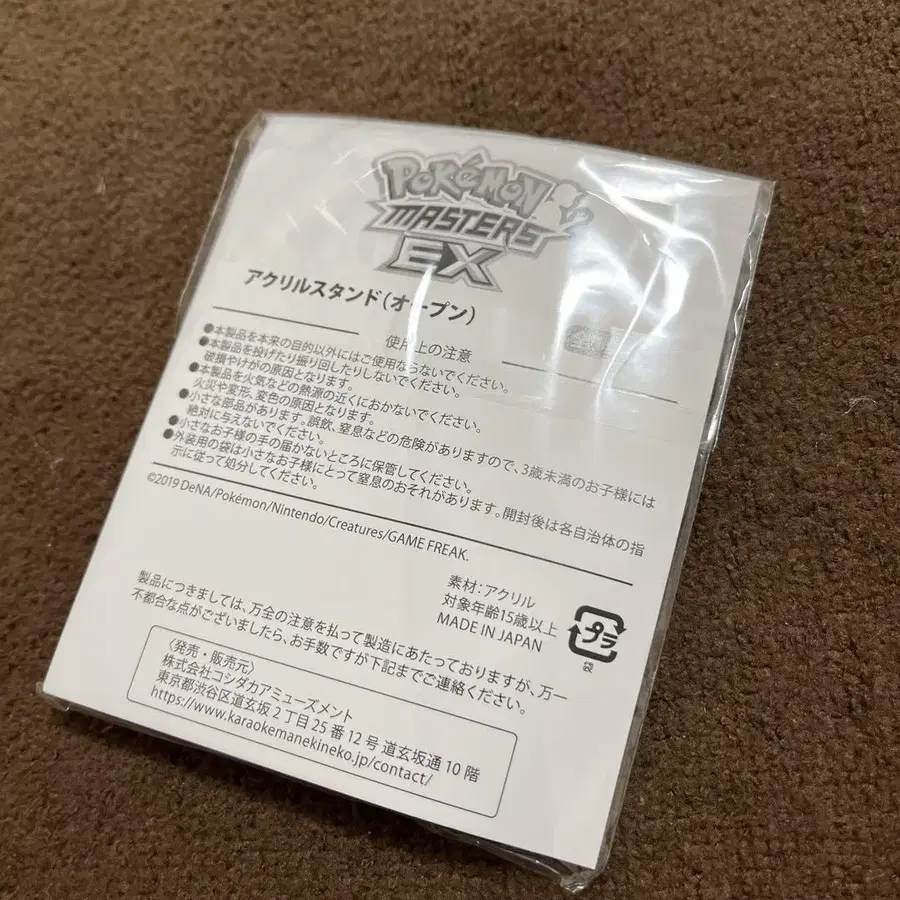 POKÉMON
MASTERS
EX
アクリルスタンド(オープン)
使用上の注意
●本製品を本来の目的以外にはご使用ならないでください。
●本製品を投げたり振り回したりしないでください。
破損やけがの原因となります。
●本製品を火気などの熱源の近くにおかないでください。
火災や変形、変色の原因となります。
●小さな部品があります。誤飲、窒息などの危険がありますので、3歳未満のお子様には
絶対に与えないでください。
●小さなお子様の手の届かないところに保管してください。
●外装用の袋は小さなお子様にとって窒息のおそれがあります。開封後は各自治体の指
示に従って処分してください。
©2019 DeNA/Pokémon/Nintendo/Creatures/GAME FREAK.
素材:アクリル
対象年齢15歳以上
MADE IN JAPAN
プラ
袋
製品につきましては、万全の注意を払って製造にあたっておりますが、万一
不都合な点がございましたら、お手数ですが下記までご連絡ください。
〈発売・販売元〉
株式会社コシダカアミューズメント
東京都渋谷区道玄坂2丁目25番12号 道玄坂通10階
https://www.karaokemanekineko.jp/contact/